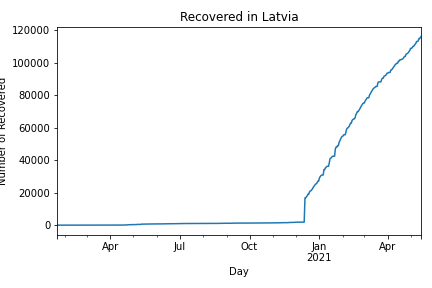 Recovered in Latvia
Number of Recovered
120000
100000
80000
60000
40000
20000
0
Apr
Jul
Oct
Jan
2021
Apr
Day